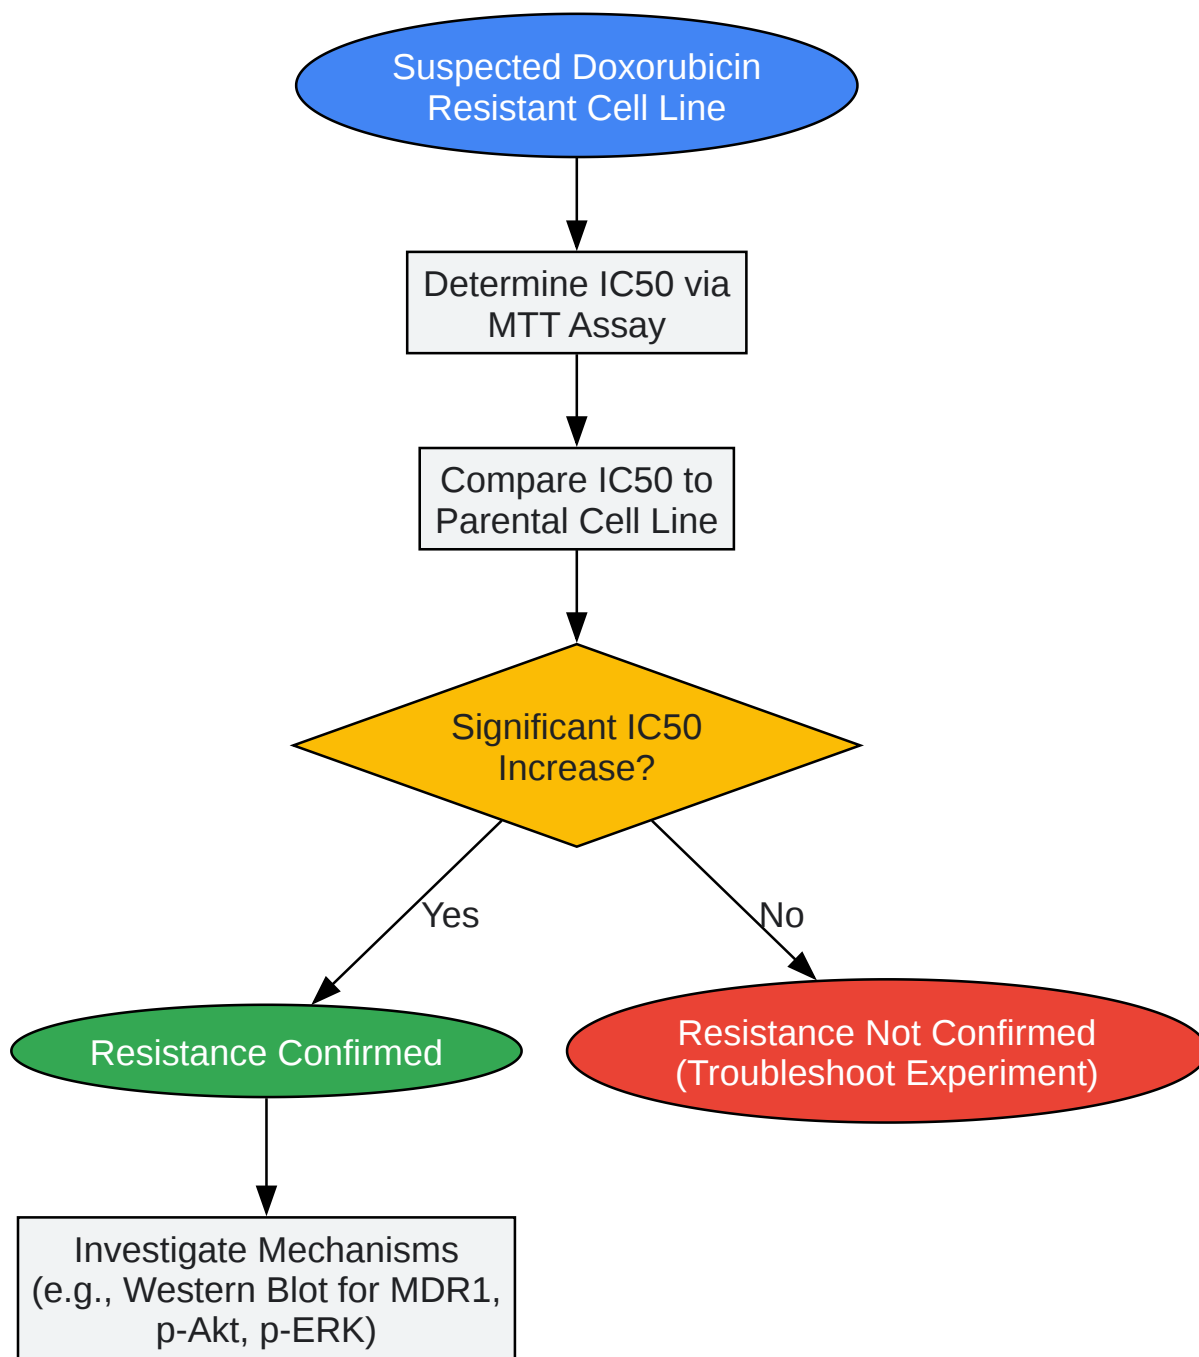 Suspected Doxorubicin
Resistant Cell Line
Determine IC50 via
MTT Assay
Compare IC50 to
Parental Cell Line
Significant IC50
Increase?
Yes
No
Resistance Confirmed
Resistance Not Confirmed
(Troubleshoot Experiment)
Investigate Mechanisms
(e.g., Western Blot for MDR1,
p-Akt, p-ERK)